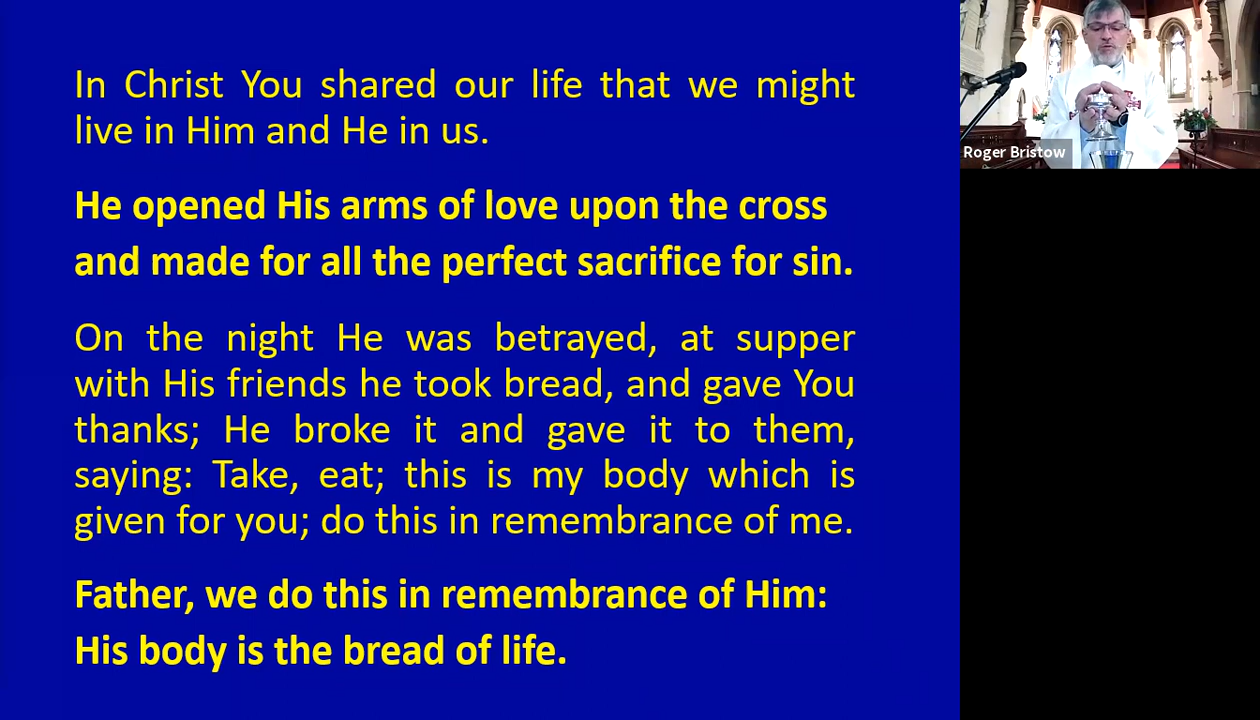 In Christ You shared our life that we might
live in Him and He in us.
He opened His arms of love upon the cross
and made for all the perfect sacrifice for sin.
On the night He was betrayed, at supper
with His friends he took bread, and gave You
thanks; He broke it and gave it to them,
saying: Take, eat; this is my body which is
given for you; do this in remembrance of me.
Father, we do this in remembrance of Him:
His body is the bread of life.
Roger Bristow